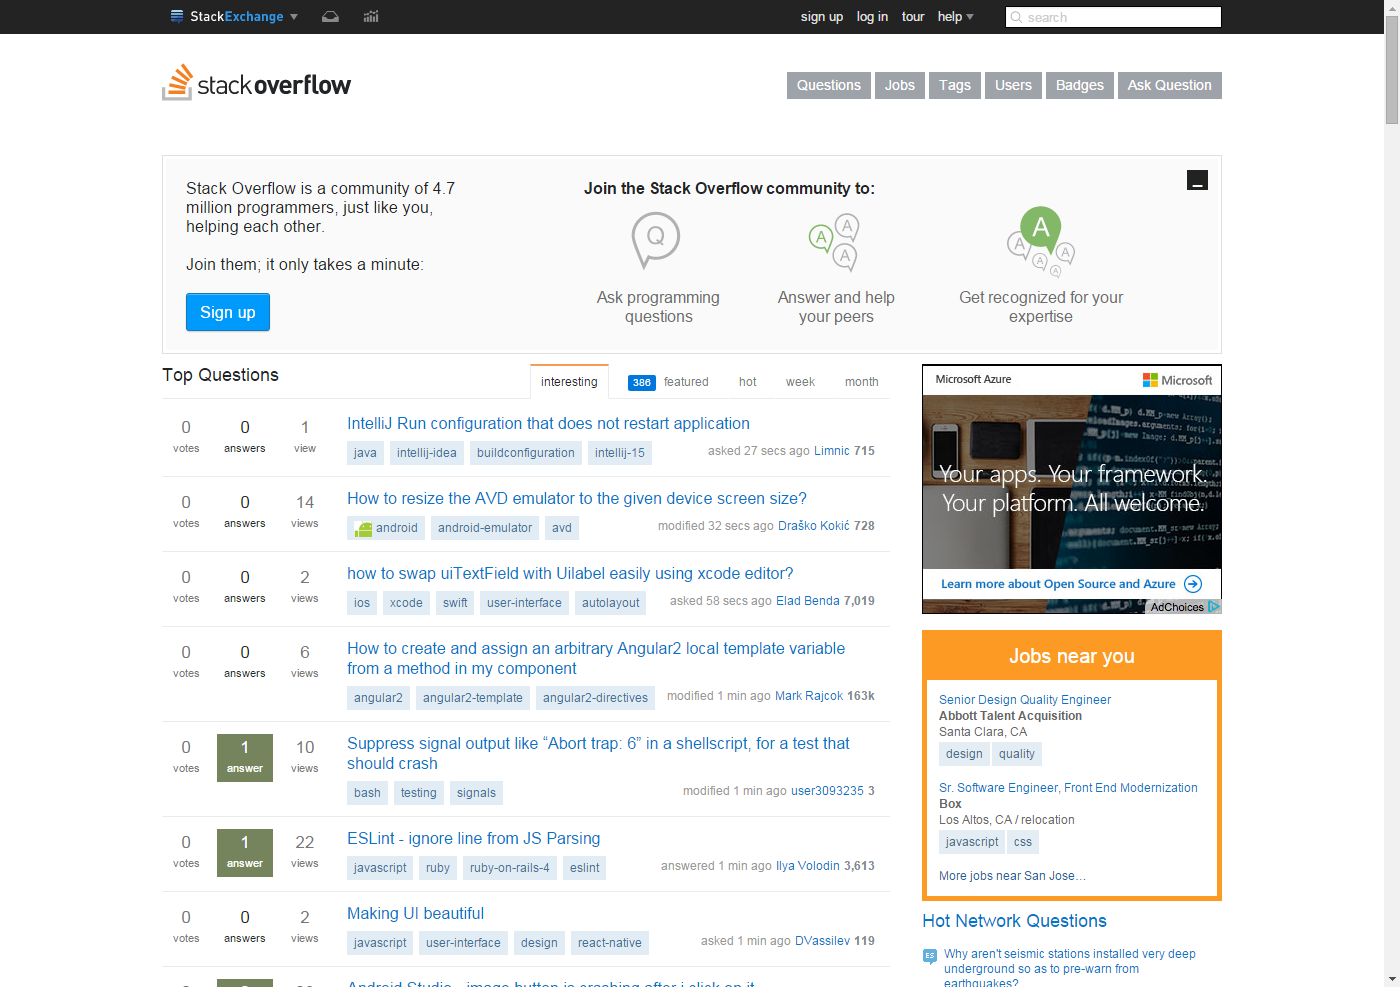 StackExchange
sign up log in tour help
search
stackoverflow
Questions Jobs Tags Users Badges Ask Question
Stack Overflow is a community of 4.7
million programmers, just like you,
helping each other.
Join them; it only takes a minute:
Sign up
Join the Stack Overflow community to:
Q
A
A
A
A
A
A
A
A
Ask programming
questions
Answer and help
your peers
Get recognized for your
expertise
Top Questions
interesting 386 featured hot week month
0 votes 0 answers 1 view
IntelliJ Run configuration that does not restart application
java intellij-idea buildconfiguration intellij-15
asked 27 secs ago Limnic 715
0 votes 0 answers 14 views
How to resize the AVD emulator to the given device screen size?
android android-emulator avd
modified 32 secs ago Draško Kokić 728
0 votes 0 answers 2 views
how to swap uiTextField with Uilabel easily using xcode editor?
ios xcode swift user-interface autolayout
asked 58 secs ago Elad Benda 7,019
0 votes 0 answers 6 views
How to create and assign an arbitrary Angular2 local template variable
from a method in my component
angular2 angular2-template angular2-directives
modified 1 min ago Mark Rajcok 163k
0 votes 1 answer 10 views
Suppress signal output like “Abort trap: 6” in a shellscript, for a test that
should crash
bash testing signals
modified 1 min ago user3093235 3
0 votes 1 answer 22 views
ESLint - ignore line from JS Parsing
javascript ruby ruby-on-rails-4 eslint
answered 1 min ago Ilya Volodin 3,613
0 votes 0 answers 2 views
Making UI beautiful
javascript user-interface design react-native
asked 1 min ago DVassilev 119
Android Studio - image button is crashing after i click on it
Microsoft Azure
Microsoft
Your apps. Your framework.
Your platform. All welcome.
Learn more about Open Source and Azure
AdChoices
Jobs near you
Senior Design Quality Engineer
Abbott Talent Acquisition
Santa Clara, CA
design quality
Sr. Software Engineer, Front End Modernization
Box
Los Altos, CA / relocation
javascript css
More jobs near San Jose…
Hot Network Questions
ES
Why aren't seismic stations installed very deep
underground so as to pre-warn from
earthquakes?